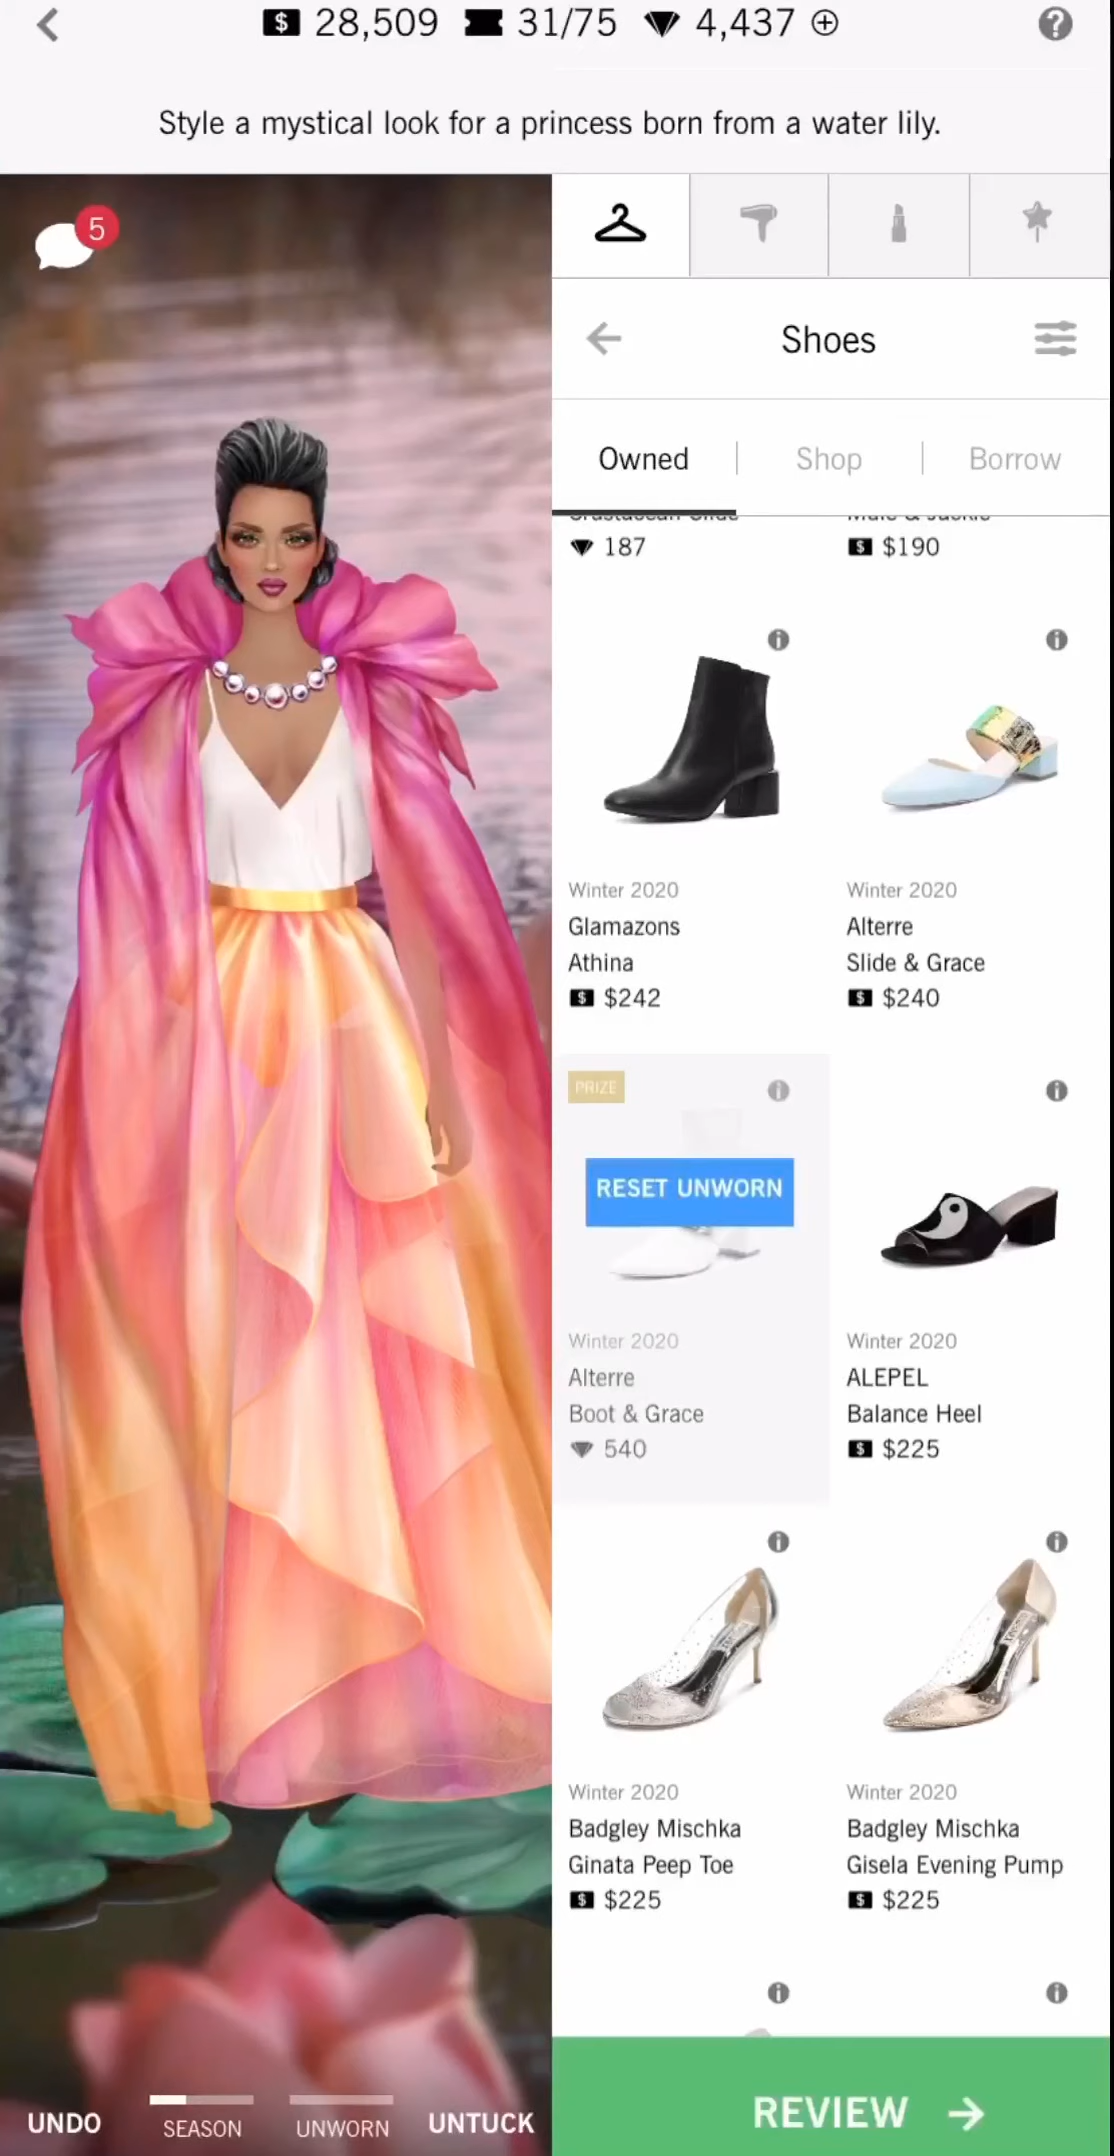 $ 28,509 31/75 4,437 + ?
Style a mystical look for a princess born from a water lily.
5
Shoes
Owned | Shop | Borrow
Crustacean Slide
187
$ $190
Winter 2020
Glamazons
Athina
$ $242
Winter 2020
Alterre
Slide & Grace
$ $240
PRIZE
RESET UNWORN
Winter 2020
Alterre
Boot & Grace
540
Winter 2020
ALEPEL
Balance Heel
$ $225
Winter 2020
Badgley Mischka
Ginata Peep Toe
$ $225
Winter 2020
Badgley Mischka
Gisela Evening Pump
$ $225
UNDO
SEASON
UNWORN
UNTUCK
REVIEW →